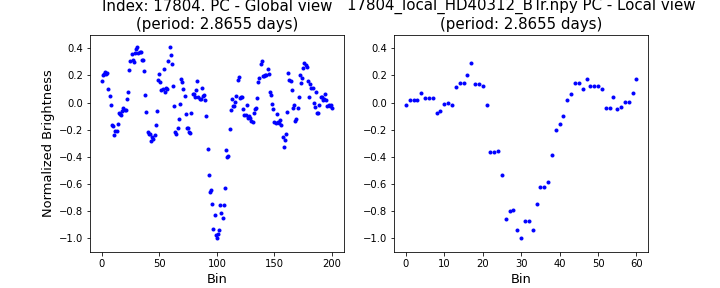 Index: 17804. PC - Global view
(period: 2.8655 days)
17804_local_HD40312_BTr.npy PC - Local view
(period: 2.8655 days)
Normalized Brightness
0.4
0.2
0.0
−0.2
−0.4
−0.6
−0.8
−1.0
0 50 100 150 200
Bin
0.4
0.2
0.0
−0.2
−0.4
−0.6
−0.8
−1.0
0 10 20 30 40 50 60
Bin